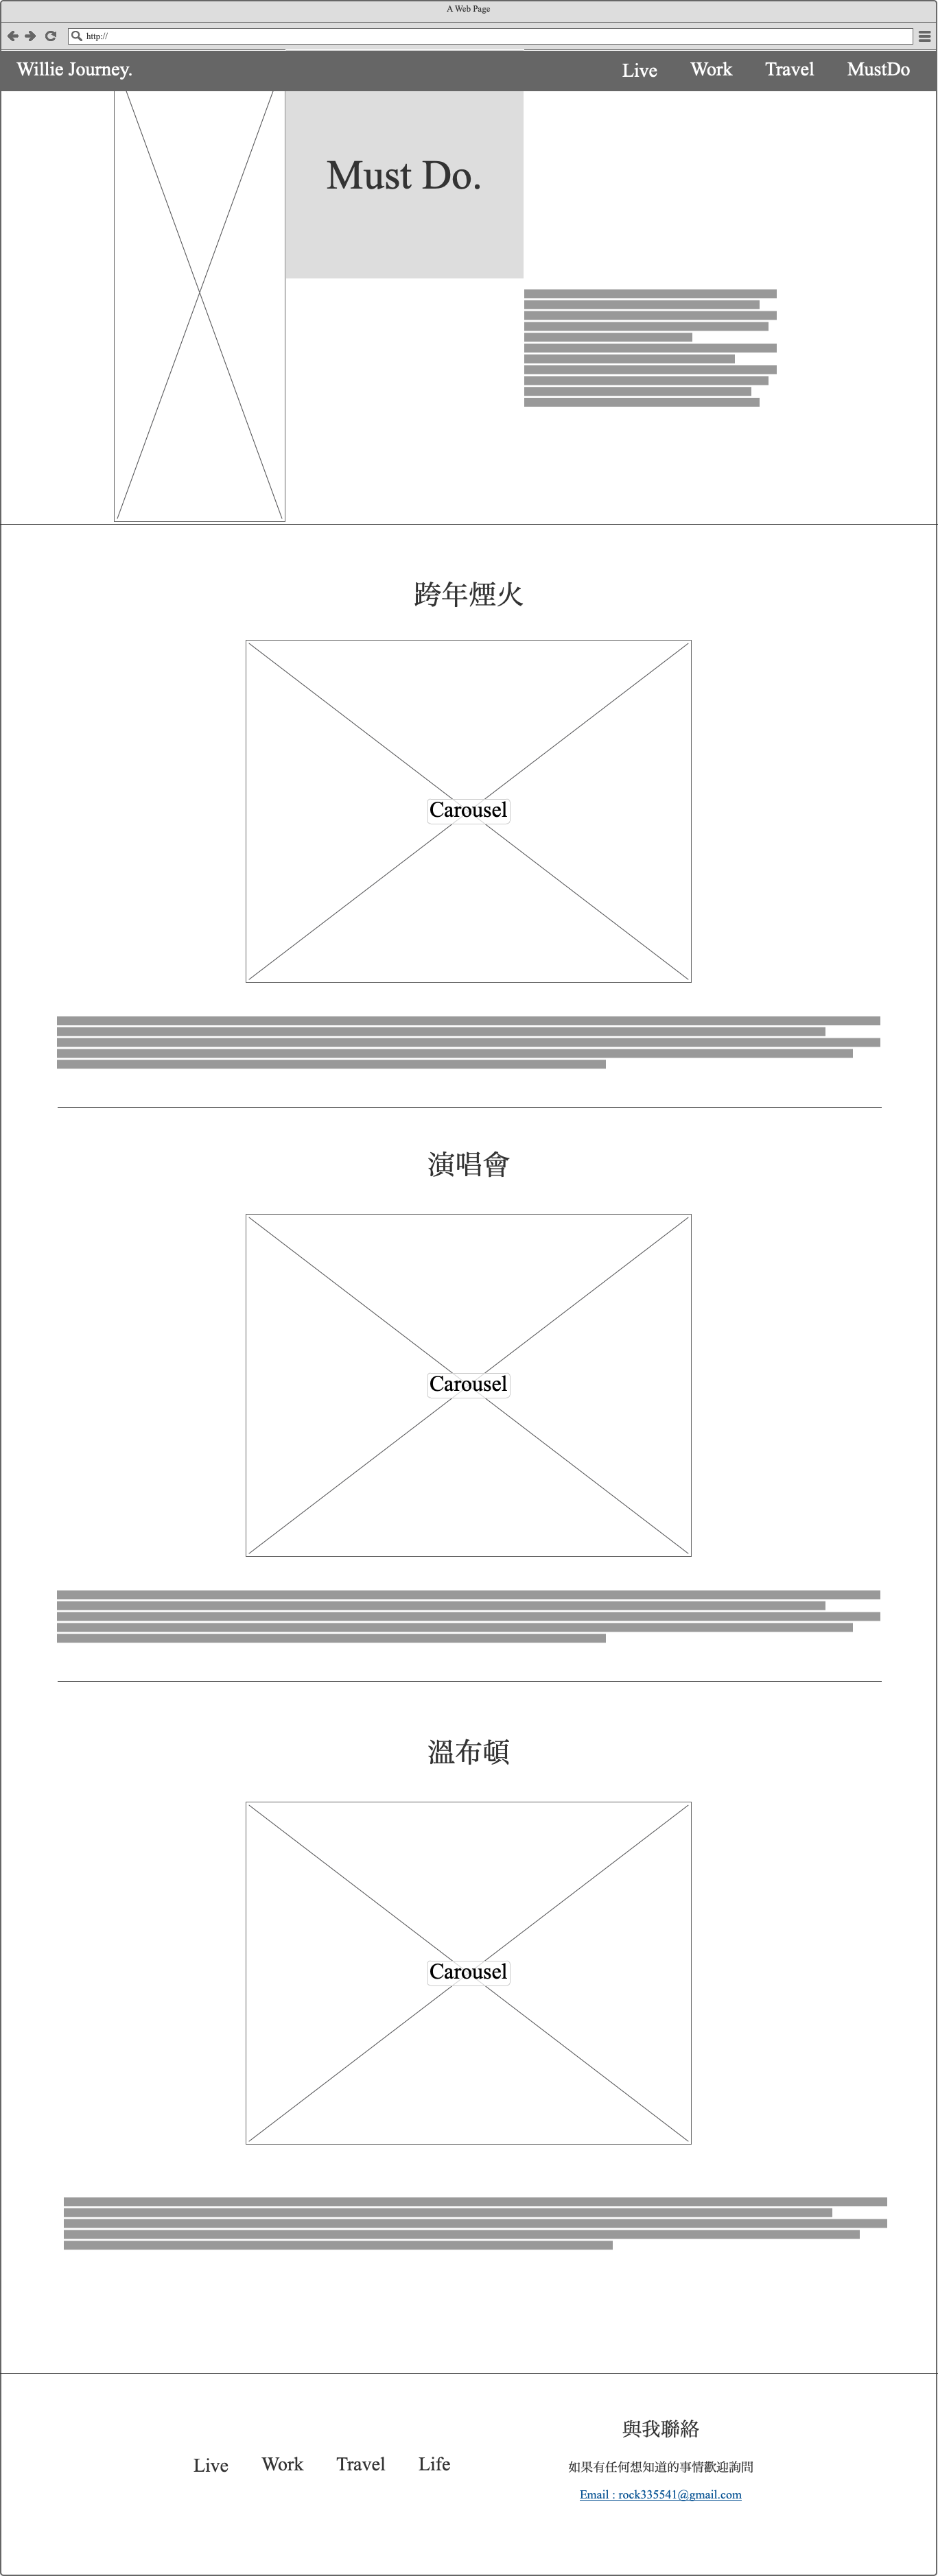 A Web Page
http://
Willie Journey.
Live Work Travel MustDo
Must Do.
跨年煙火
Carousel
演唱會
Carousel
溫布頓
Carousel
Live Work Travel Life
與我聯絡
如果有任何想知道的事情歡迎詢問
Email : rock335541@gmail.com